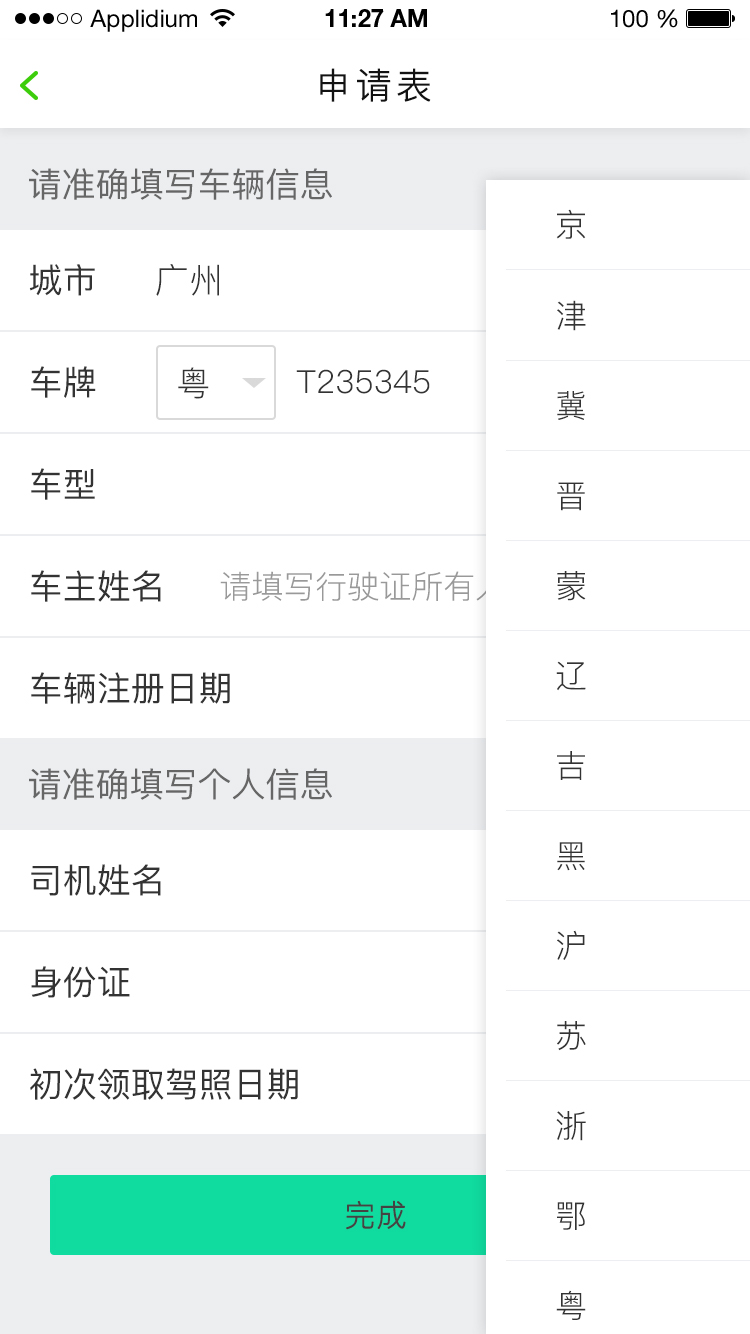 Applidium 11:27 AM 100 %
申请表
请准确填写车辆信息
城市 广州
车牌 粤 T235345
车型
车主姓名 请填写行驶证所有
车辆注册日期
请准确填写个人信息
司机姓名
身份证
初次领取驾照日期
完成
京
津
冀
晋
蒙
辽
吉
黑
沪
苏
浙
鄂
粤